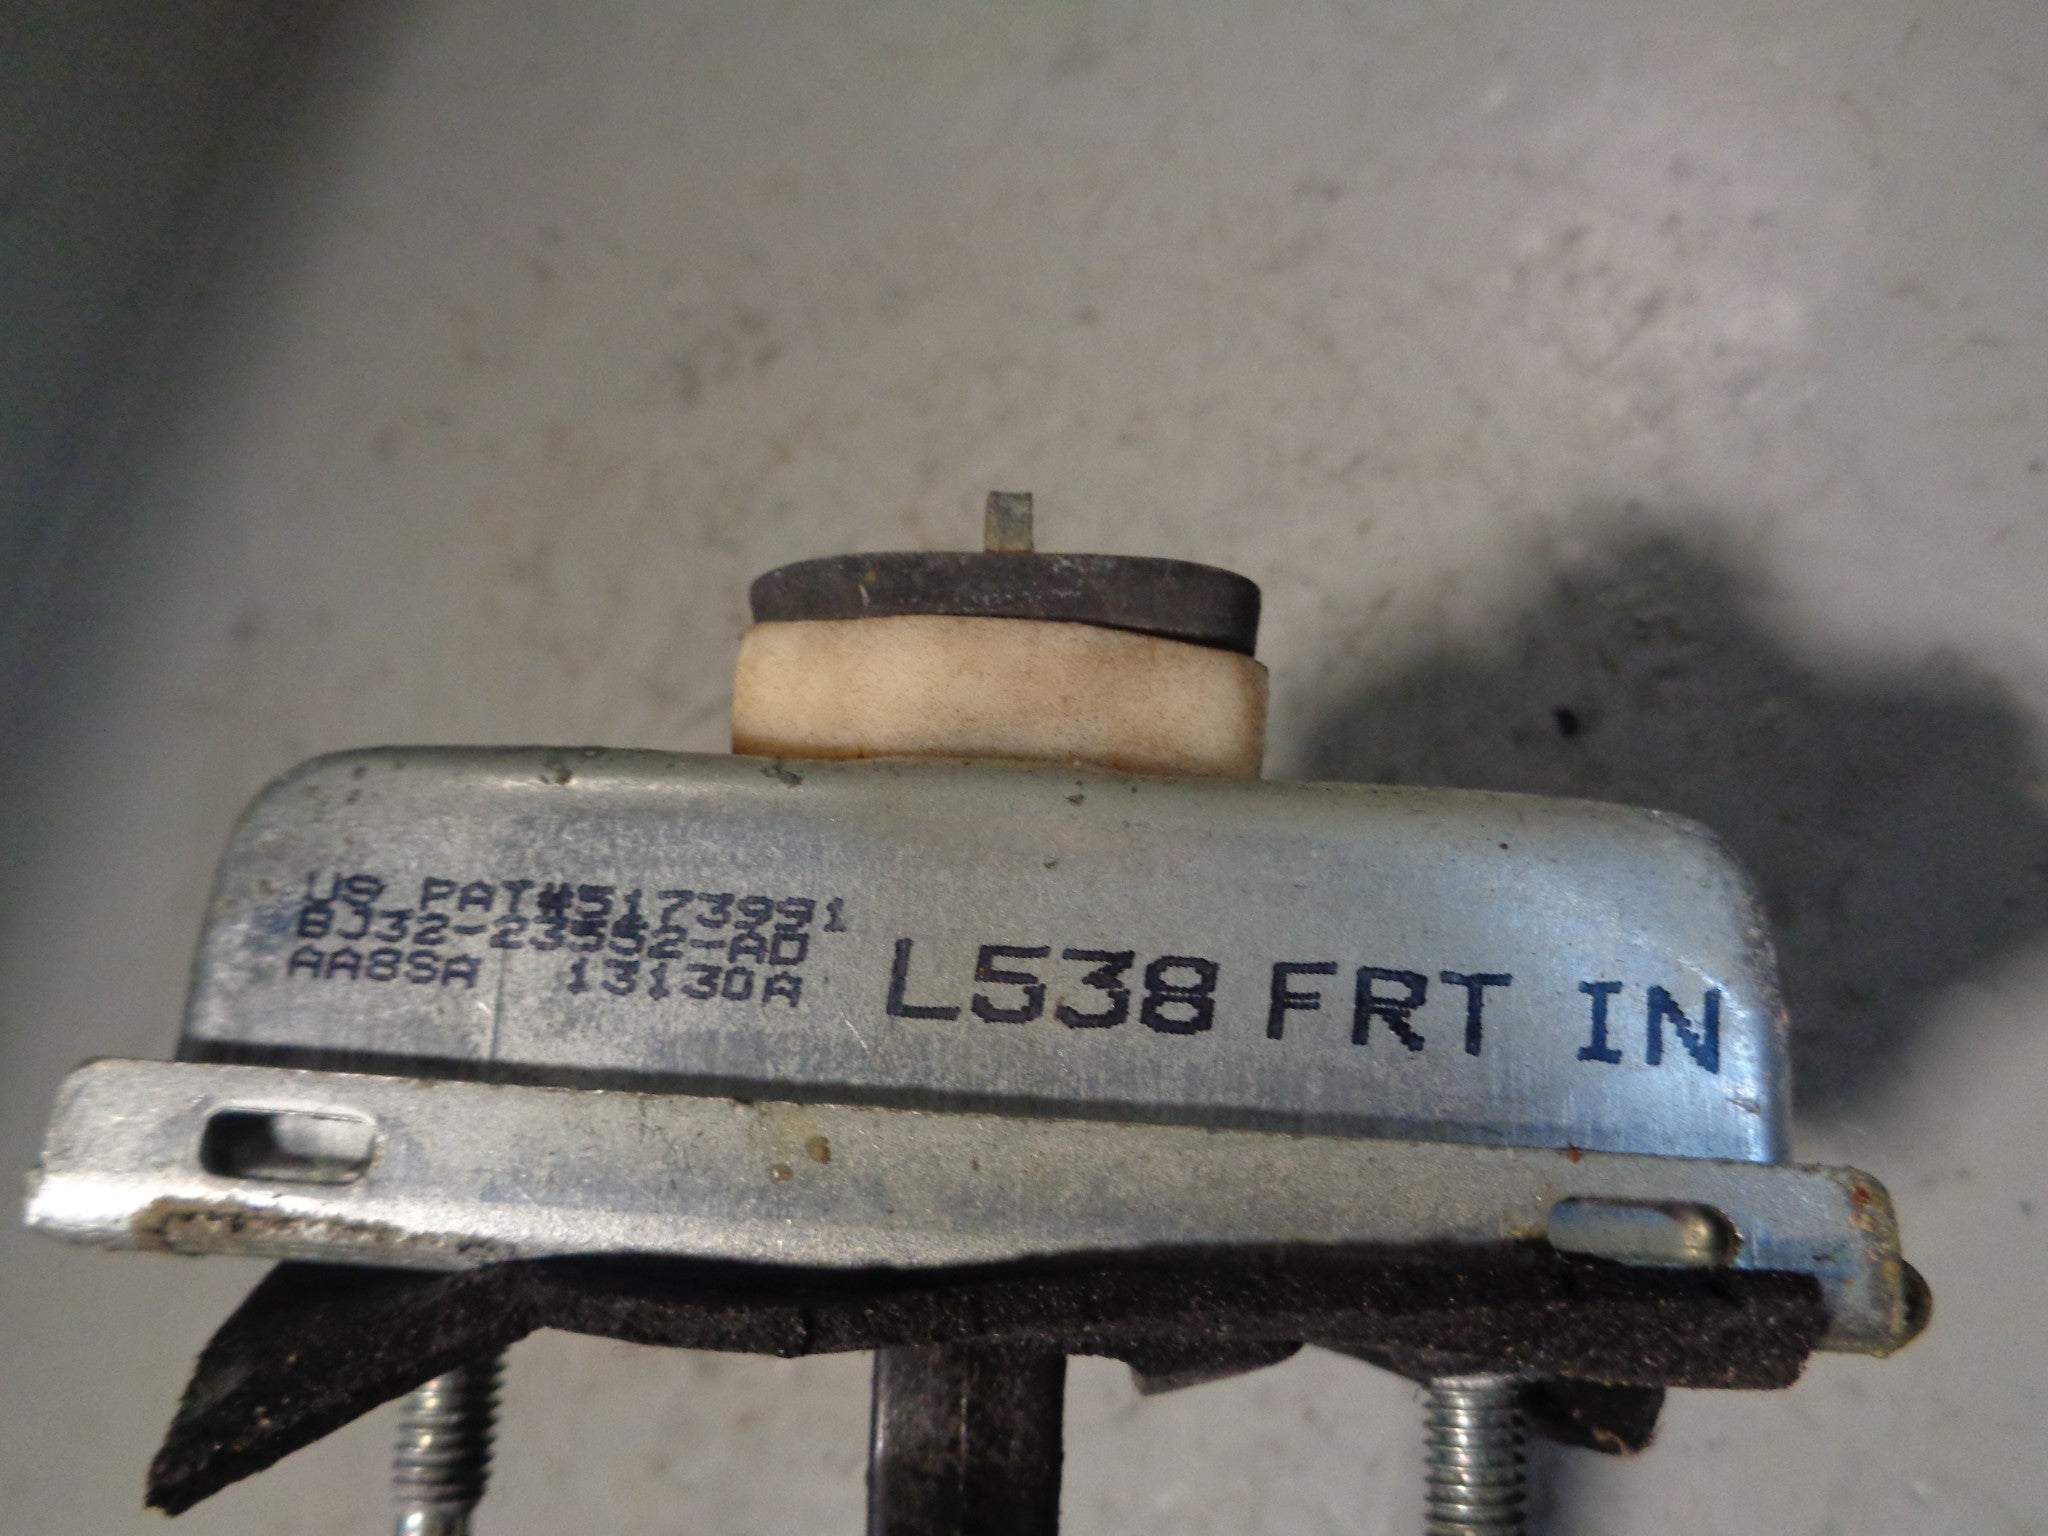 US PAT#5173991
BJ32-23552-AD
AA8SA 13130A
L538 FRT IN